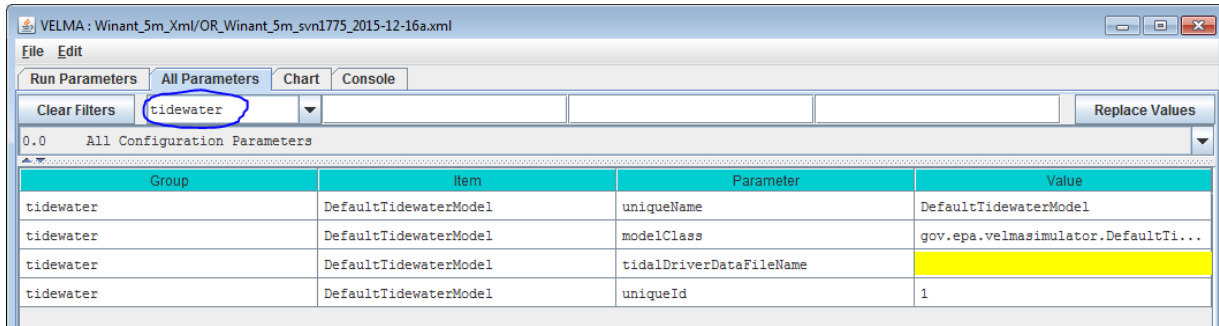 VELMA : Winant_5m_Xml/OR_Winant_5m_svn1775_2015-12-16a.xml
File Edit
Run Parameters All Parameters Chart Console
Clear Filters tidewater Replace Values
0.0 All Configuration Parameters
Group Item Parameter Value
tidewater DefaultTidewaterModel uniqueName DefaultTidewaterModel
tidewater DefaultTidewaterModel modelClass gov.epa.velmasimulator.DefaultTi...
tidewater DefaultTidewaterModel tidalDriverDataFileName
tidewater DefaultTidewaterModel uniqueId 1